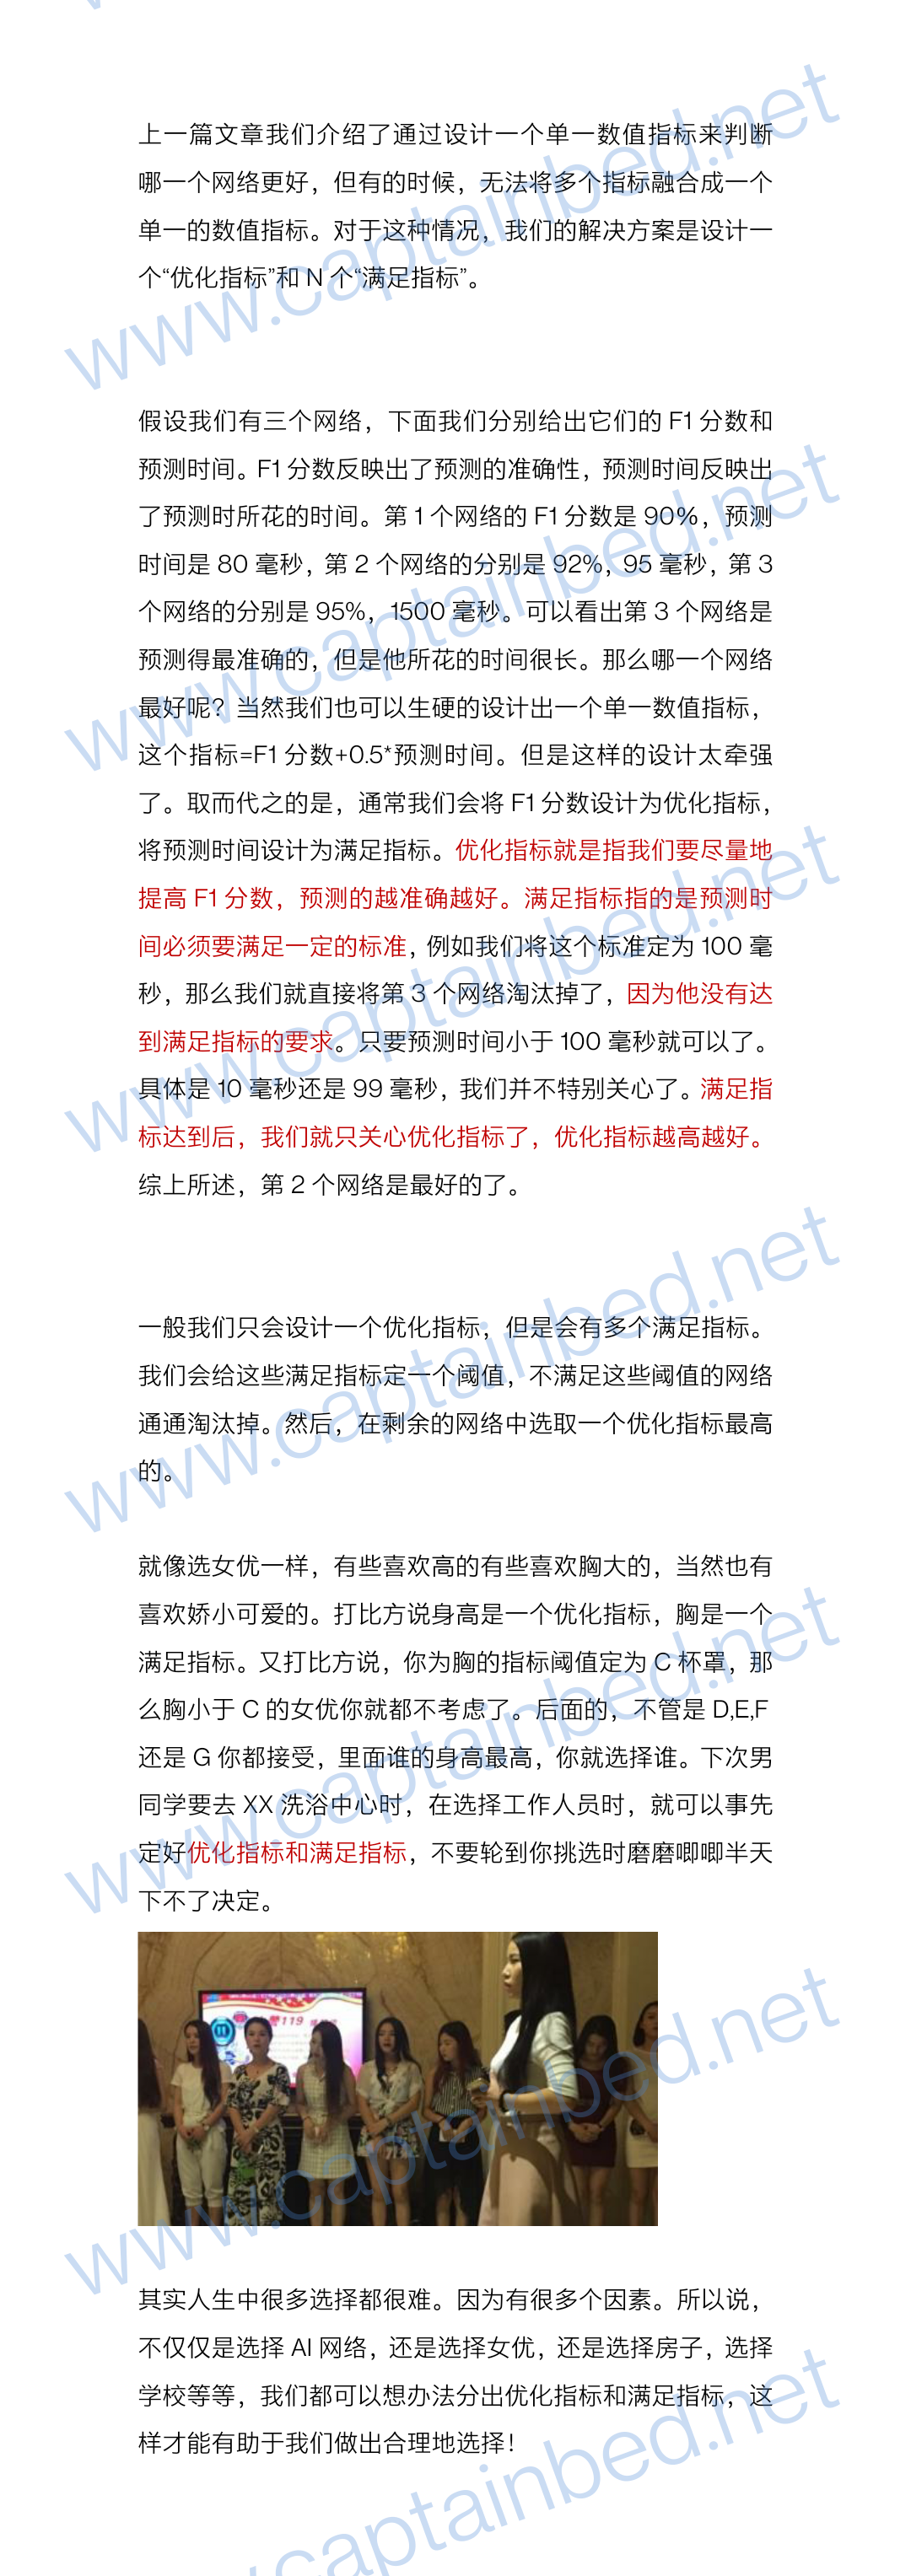 上一篇文章我们介绍了通过设计一个单一数值指标来判断
哪一个网络更好，但有的时候，无法将多个指标融合成一个
单一的数值指标。对于这种情况，我们的解决方案是设计一
个“优化指标”和 N 个“满足指标”。
假设我们有三个网络，下面我们分别给出它们的 F1 分数和
预测时间。F1 分数反映出了预测的准确性，预测时间反映出
了预测时所花的时间。第 1 个网络的 F1 分数是 90%，预测
时间是 80 毫秒，第 2 个网络的分别是 92%，95 毫秒，第 3
个网络的分别是 95%，1500 毫秒。可以看出第 3 个网络是
预测得最准确的，但是他所花的时间很长。那么哪一个网络
最好呢？当然我们也可以生硬的设计出一个单一数值指标，
这个指标=F1 分数+0.5*预测时间。但是这样的设计太牵强
了。取而代之的是，通常我们会将 F1 分数设计为优化指标，
将预测时间设计为满足指标。优化指标就是指我们要尽量地
提高 F1 分数，预测的越准确越好。满足指标指的是预测时
间必须要满足一定的标准，例如我们将这个标准定为 100 毫
秒，那么我们就直接将第 3 个网络淘汰掉了，因为他没有达
到满足指标的要求。只要预测时间小于 100 毫秒就可以了。
具体是 10 毫秒还是 99 毫秒，我们并不特别关心了。满足指
标达到后，我们就只关心优化指标了，优化指标越高越好。
综上所述，第 2 个网络是最好的了。
一般我们只会设计一个优化指标，但是会有多个满足指标。
我们会给这些满足指标定一个阈值，不满足这些阈值的网络
通通淘汰掉。然后，在剩余的网络中选取一个优化指标最高
的。
就像选女优一样，有些喜欢高的有些喜欢胸大的，当然也有
喜欢娇小可爱的。打比方说身高是一个优化指标，胸是一个
满足指标。又打比方说，你为胸的指标阈值定为 C 杯罩，那
么胸小于 C 的女优你就都不考虑了。后面的，不管是 D,E,F
还是 G 你都接受，里面谁的身高最高，你就选择谁。下次男
同学要去 XX 洗浴中心时，在选择工作人员时，就可以事先
定好优化指标和满足指标，不要轮到你挑选时磨磨唧唧半天
下不了决定。
119
其实人生中很多选择都很难。因为有很多个因素。所以说，
不仅仅是选择 AI 网络，还是选择女优，还是选择房子，选择
学校等等，我们都可以想办法分出优化指标和满足指标，这
样才能有助于我们做出合理地选择！
www.captainbed.net
www.captainbed.net
www.captainbed.net
www.captainbed.net
www.captainbed.net
www.captainbed.net
www.captainbed.net